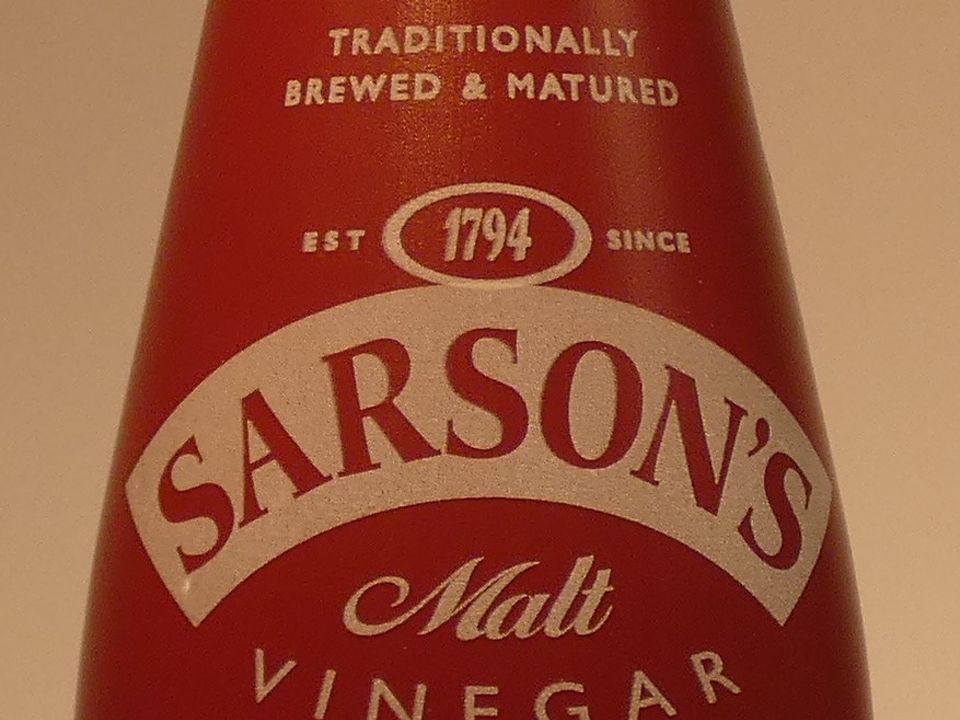 TRADITIONALLY
BREWED & MATURED
EST 1794 SINCE
SARSON'S
Malt
VINEGAR